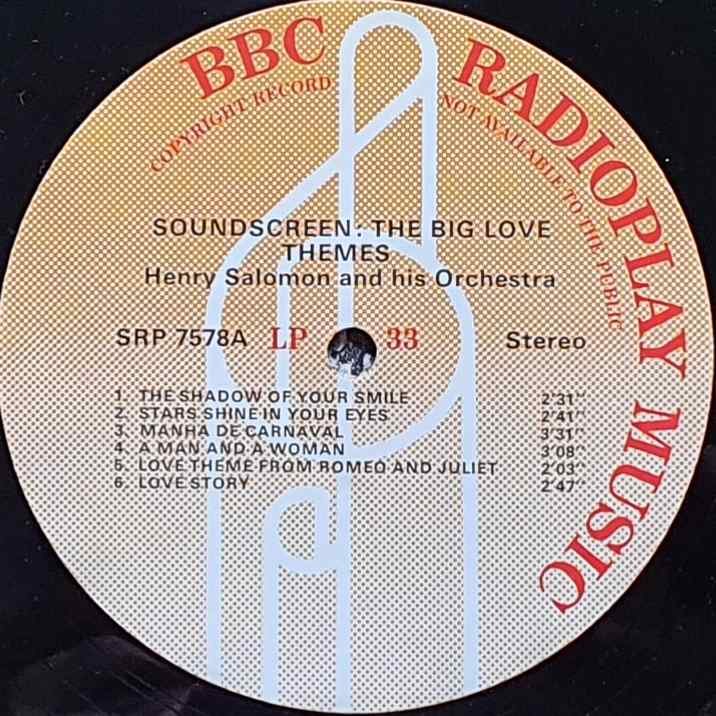 BBC RADIOPLAY MUSIC
COPYRIGHT RECORD NOT AVAILABLE TO THE PUBLIC
SOUNDSCREEN: THE BIG LOVE
THEMES
Henry Salomon and his Orchestra
SRP 7578A LP 33 Stereo
1. THE SHADOW OF YOUR SMILE 2'31"
2. STARS SHINE IN YOUR EYES 2'41"
3. MANHA DE CARNAVAL 3'31"
4. A MAN AND A WOMAN 3'08"
5. LOVE THEME FROM ROMEO AND JULIET 2'03"
6. LOVE STORY 2'47"